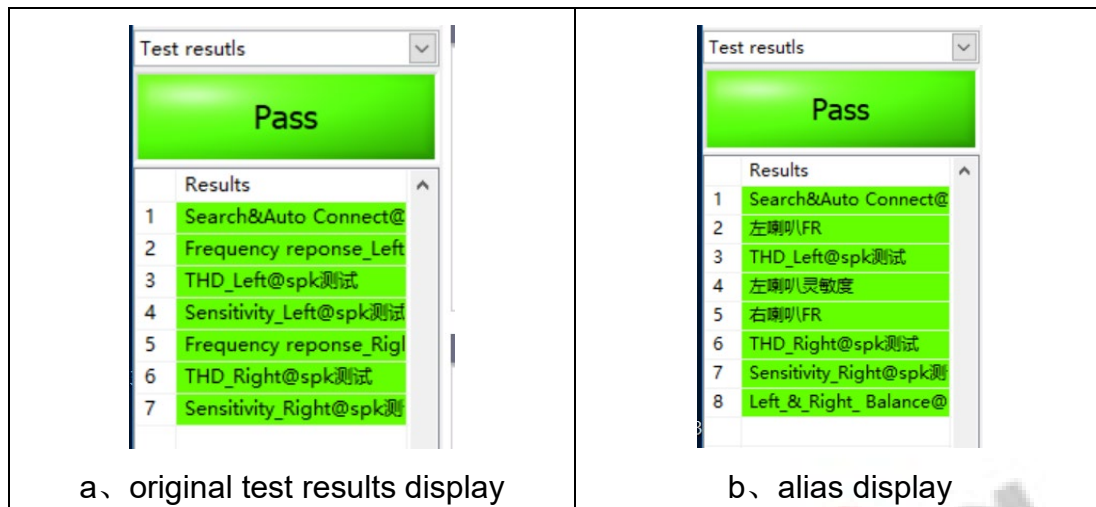 Test resutls
Pass
Results
1 Search&Auto Connect@
2 Frequency reponse_Left
3 THD_Left@spk测试
4 Sensitivity_Left@spk测试
5 Frequency reponse_Rigl
6 THD_Right@spk测试
7 Sensitivity_Right@spk测
a、original test results display
Test resutls
Pass
Results
1 Search&Auto Connect@
2 左喇叭FR
3 THD_Left@spk测试
4 左喇叭灵敏度
5 右喇叭FR
6 THD_Right@spk测试
7 Sensitivity_Right@spk测
8 Left_&_Right_ Balance@
b、alias display